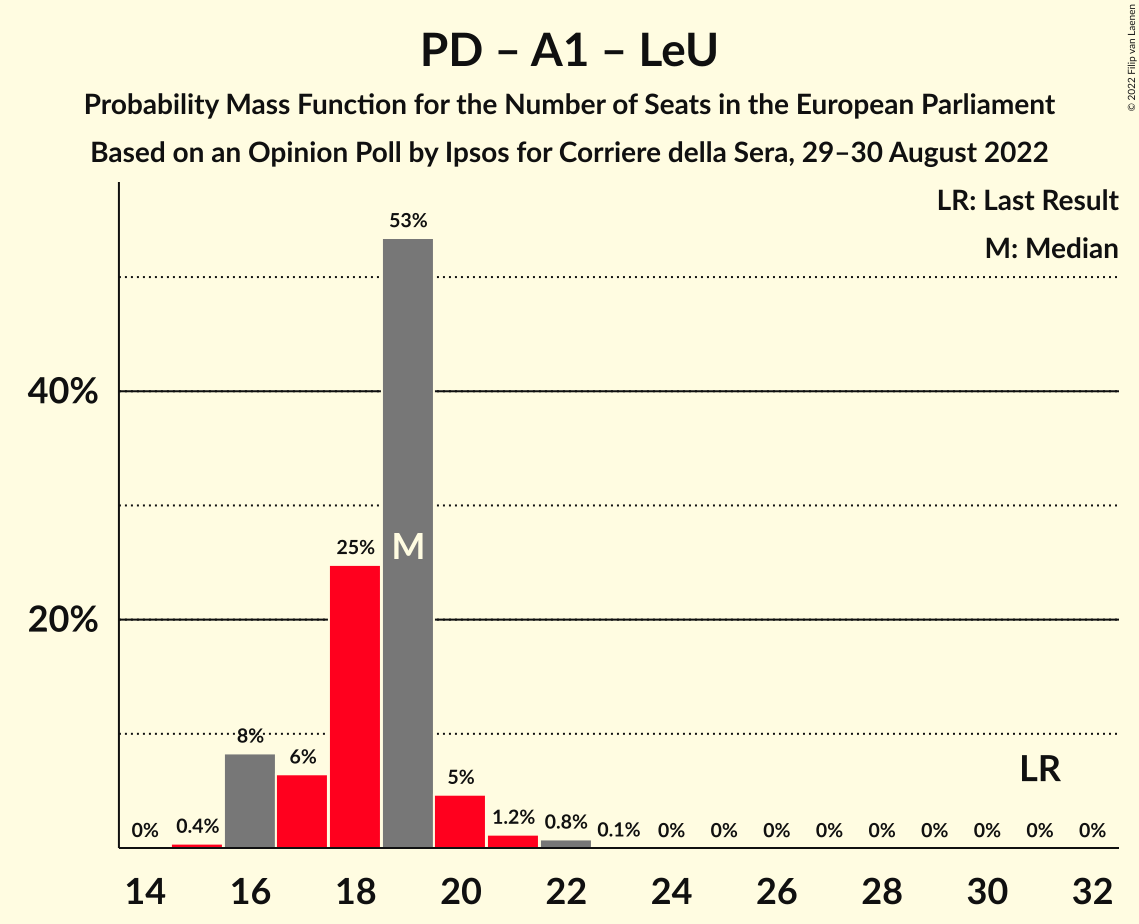 PD – A1 – LeU
Probability Mass Function for the Number of Seats in the European Parliament
Based on an Opinion Poll by Ipsos for Corriere della Sera, 29–30 August 2022
© 2022 Filip van Laenen
LR: Last Result
M: Median
53%
40%
25%
M
20%
8%
6%
5%
LR
0%
0.4%
1.2%
0.8%
0.1%
0% 0% 0% 0% 0% 0% 0% 0% 0%
14 16 18 20 22 24 26 28 30 32